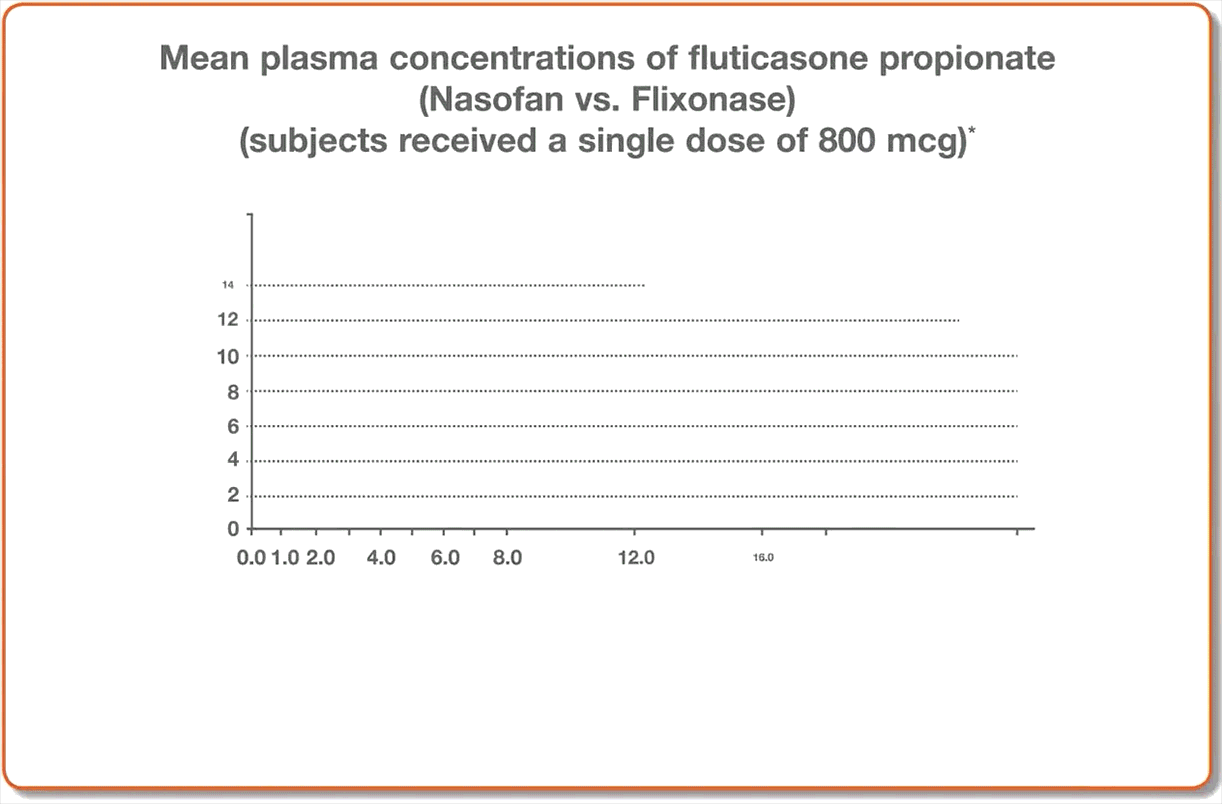 Mean plasma concentrations of fluticasone propionate
(Nasofan vs. Flixonase)
(subjects received a single dose of 800 mcg)*
14
12
10
8
6
4
2
0
0.0 1.0 2.0 4.0 6.0 8.0 12.0 16.0